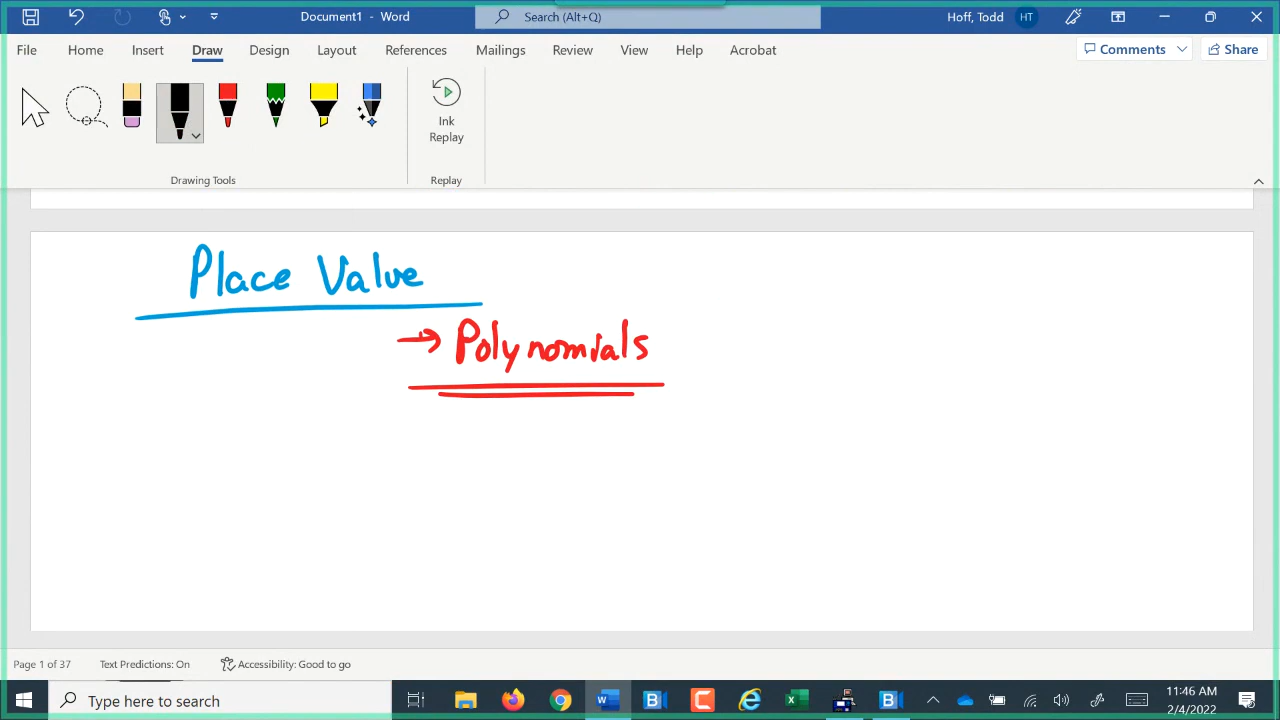 Document1 - Word
Search (Alt+Q)
Hoff, Todd
HT
File Home Insert Draw Design Layout References Mailings Review View Help Acrobat
Comments
Share
Ink
Replay
Drawing Tools
Replay
Place Value
→ Polynomials
Page 1 of 37
Text Predictions: On
Accessibility: Good to go
Type here to search
11:46 AM
2/4/2022